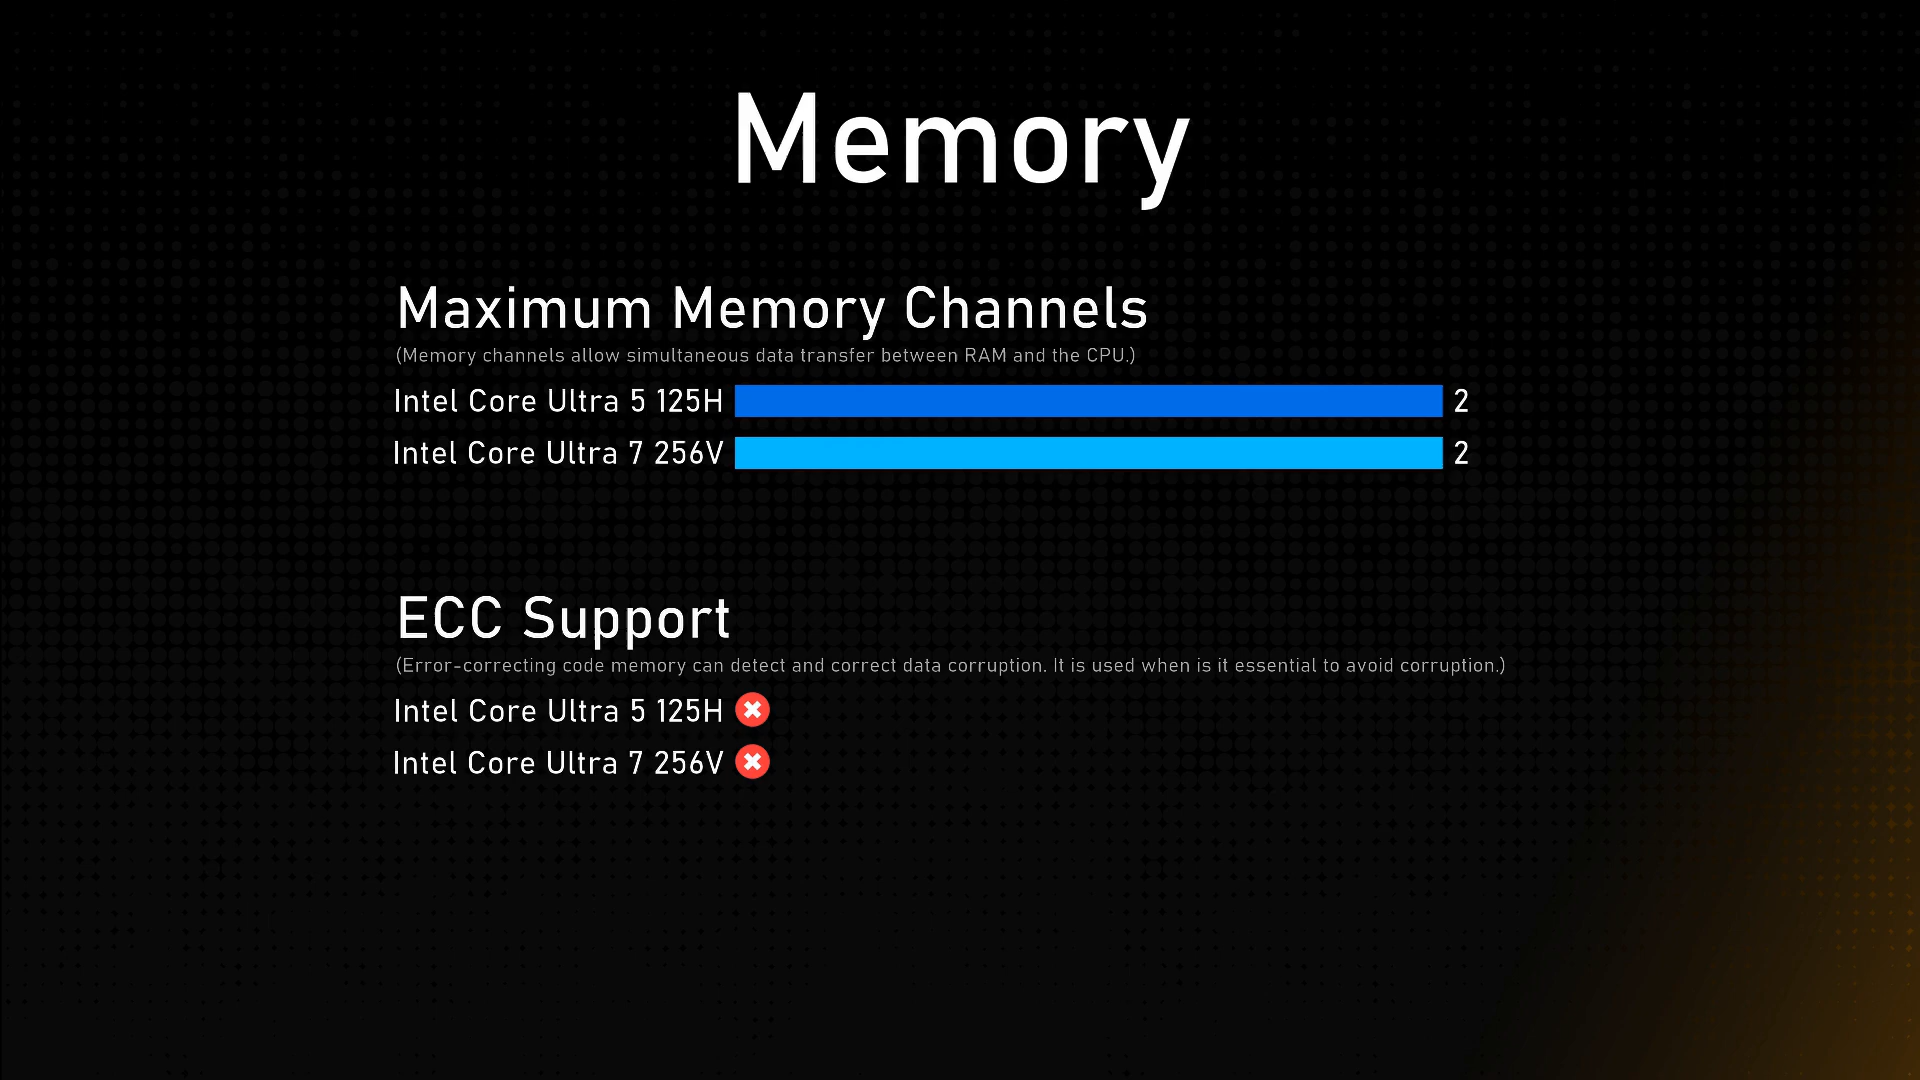 Memory
Maximum Memory Channels
(Memory channels allow simultaneous data transfer between RAM and the CPU.)
Intel Core Ultra 5 125H 2
Intel Core Ultra 7 256V 2
ECC Support
(Error-correcting code memory can detect and correct data corruption. It is used when is it essential to avoid corruption.)
Intel Core Ultra 5 125H
Intel Core Ultra 7 256V